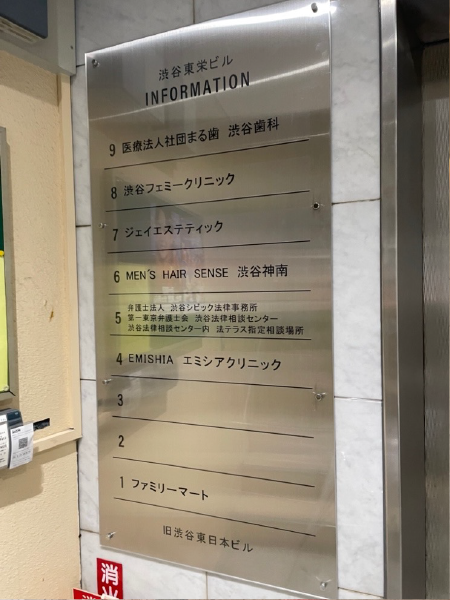 渋谷東栄ビル
INFORMATION
9 医療法人社団まる歯 渋谷歯科
8 渋谷フェミークリニック
7 ジェイエステティック
6 MEN'S HAIR SENSE 渋谷神南
弁護士法人 渋谷シビック法律事務所
5 第一東京弁護士会 渋谷法律相談センター
渋谷法律相談センター内 法テラス指定相談場所
4 EMISHIA エミシアクリニック
3
2
1 ファミリーマート
旧渋谷東日本ビル
消